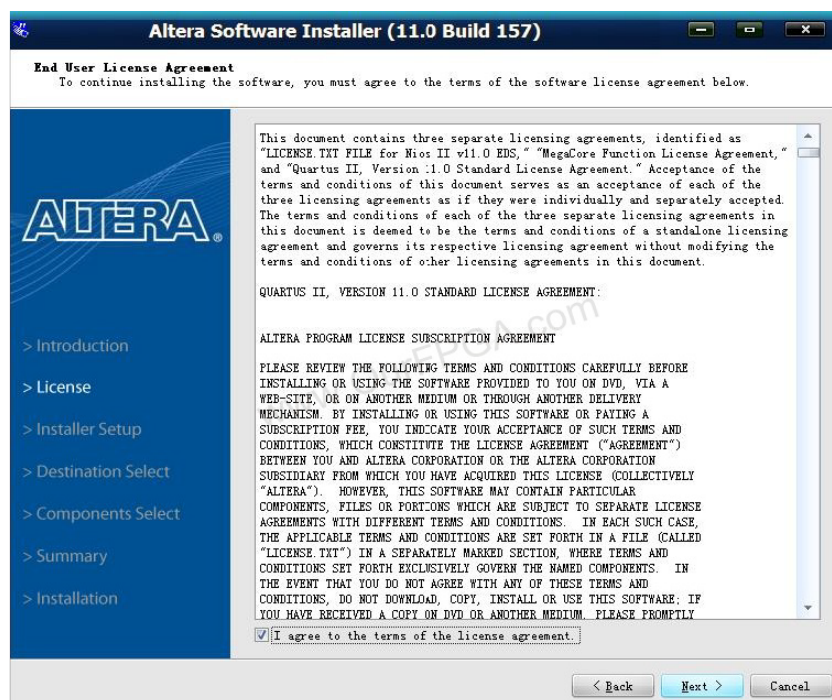 Altera Software Installer (11.0 Build 157)
End User License Agreement
To continue installing the software, you must agree to the terms of the software license agreement below.
ALTERA®
> Introduction
> License
> Installer Setup
> Destination Select
> Components Select
> Summary
> Installation
This document contains three separate licensing agreements, identified as
"LICENSE.TXT FILE for Nios II v11.0 EDS," "MegaCore Function License Agreement,"
and "Quartus II, Version :1.0 Standard License Agreement." Acceptance of the
terms and conditions of this document serves as an acceptance of each of the
three licensing agreements as if they were individually and separately accepted.
The terms and conditions of each of the three separate licensing agreements in
this document is deemed to be the terms and conditions of a standalone licensing
agreement and governs its respective licensing agreement without modifying the
terms and conditions of other licensing agreements in this document.
QUARTUS II, VERSION 11.0 STANDARD LICENSE AGREEMENT:
ALTERA PROGRAM LICENSE SUBSCRIPTION AGREEMENT
PLEASE REVIEW THE FOLLOWING TERMS AND CONDITIONS CAREFULLY BEFORE
INSTALLING OR USING THE SOFTWARE PROVIDED TO YOU ON DVD, VIA A
WEB-SITE, OR ON ANOTHER MEDIUM OR THROUGH ANOTHER DELIVERY
MECHANISM. BY INSTALLING OR USING THIS SOFTWARE OR PAYING A
SUBSCRIPTION FEE, YOU INDICATE YOUR ACCEPTANCE OF SUCH TERMS AND
CONDITIONS, WHICH CONSTITUTE THE LICENSE AGREEMENT ("AGREEMENT")
BETWEEN YOU AND ALTERA CORPORATION OR THE ALTERA CORPORATION
SUBSIDIARY FROM WHICH YOU HAVE ACQUIRED THIS LICENSE (COLLECTIVELY
"ALTERA"). HOWEVER, THIS SOFTWARE MAY CONTAIN PARTICULAR
COMPONENTS, FILES OR PORTIONS WHICH ARE SUBJECT TO SEPARATE LICENSE
AGREEMENTS WITH DIFFERENT TERMS AND CONDITIONS. IN EACH SUCH CASE,
THE APPLICABLE TERMS AND CONDITIONS ARE SET FORTH IN A FILE (CALLED
"LICENSE.TXT") IN A SEPARATELY MARKED SECTION, WHERE TERMS AND
CONDITIONS SET FORTH EXCLUSIVELY GOVERN THE NAMED COMPONENTS. IN
THE EVENT THAT YOU DO NOT AGREE WITH ANY OF THESE TERMS AND
CONDITIONS, DO NOT DOWNLOAD, COPY, INSTALL OR USE THIS SOFTWARE; IF
YOU HAVE RECEIVED A COPY ON DVD OR ANOTHER MEDIUM, PLEASE PROMPTLY
www.OurFPGA.com
I agree to the terms of the license agreement.
< Back
Next >
Cancel